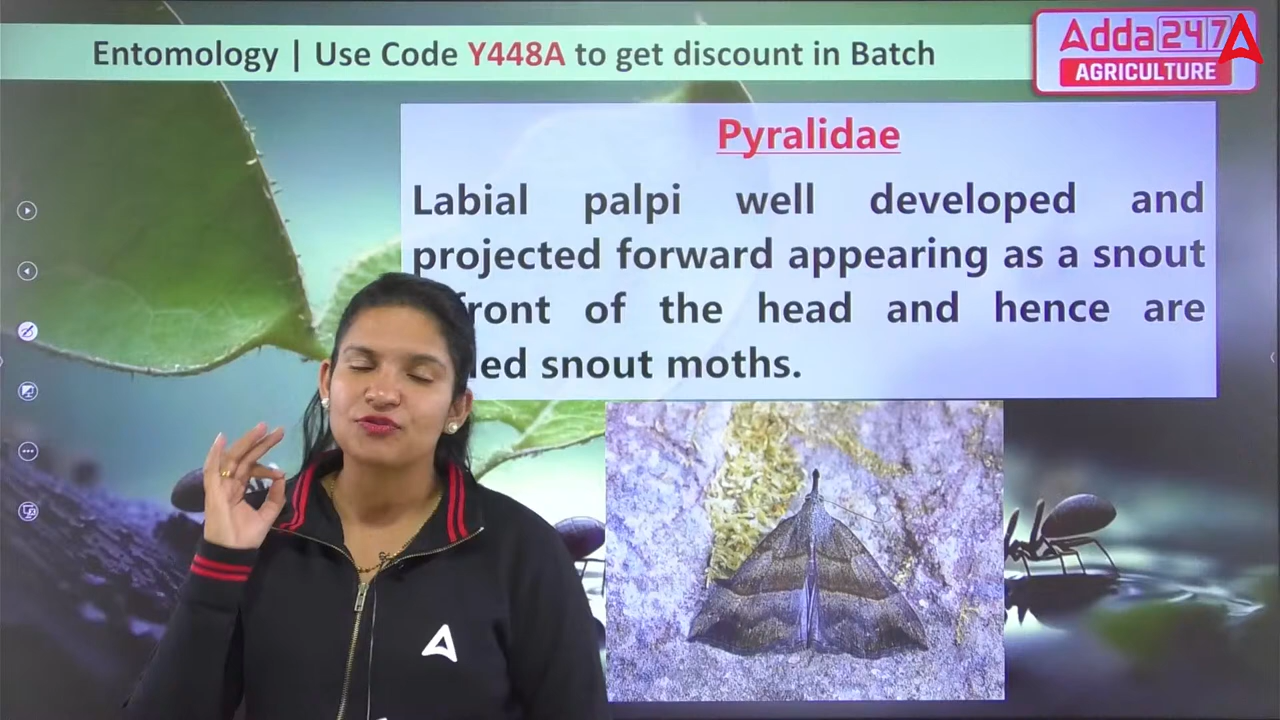 Entomology | Use Code Y448A to get discount in Batch
Adda247
AGRICULTURE
Pyralidae
Labial palpi well developed and
projected forward appearing as a snout
front of the head and hence are
snout moths.